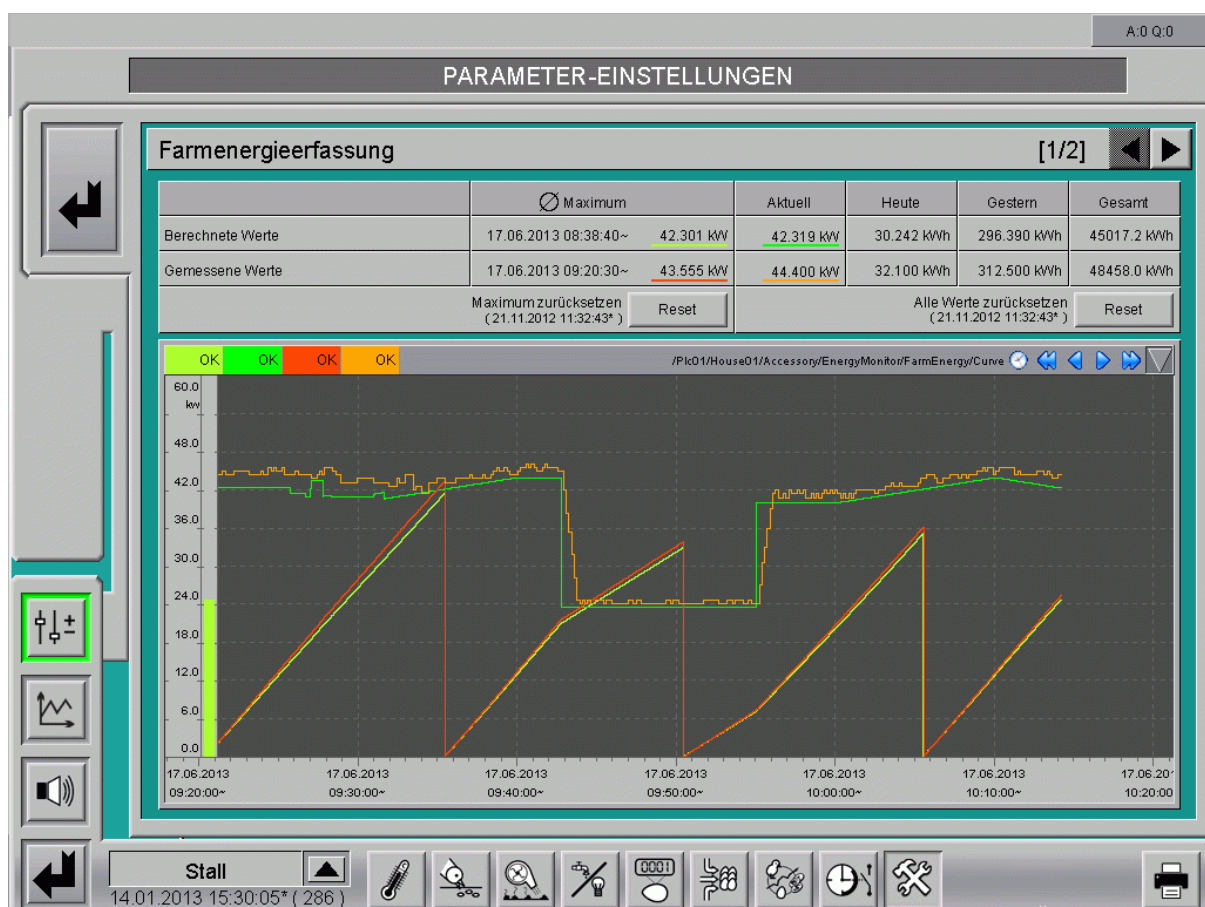 A:0 Q:0
PARAMETER-EINSTELLUNGEN
Farmenergieerfassung [1/2]
∅ Maximum Aktuell Heute Gestern Gesamt
Berechnete Werte 17.06.2013 08:38:40~ 42.301 kW 42.319 kW 30.242 kWh 296.390 kWh 45017.2 kWh
Gemessene Werte 17.06.2013 09:20:30~ 43.555 kW 44.400 kW 32.100 kWh 312.500 kWh 48458.0 kWh
Maximum zurücksetzen
( 21.11.2012 11:32:43* ) Reset
Alle Werte zurücksetzen
( 21.11.2012 11:32:43* ) Reset
OK OK OK OK /Plc01/House01/Accessory/EnergyMonitor/FarmEnergy/Curve
60.0
kW
48.0
42.0
36.0
30.0
24.0
18.0
12.0
6.0
0.0
17.06.2013 17.06.2013 17.06.2013 17.06.2013 17.06.2013 17.06.2013 17.06.20
09:20:00~ 09:30:00~ 09:40:00~ 09:50:00~ 10:00:00~ 10:10:00~ 10:20:00
Stall
14.01.2013 15:30:05* ( 286 )
0001